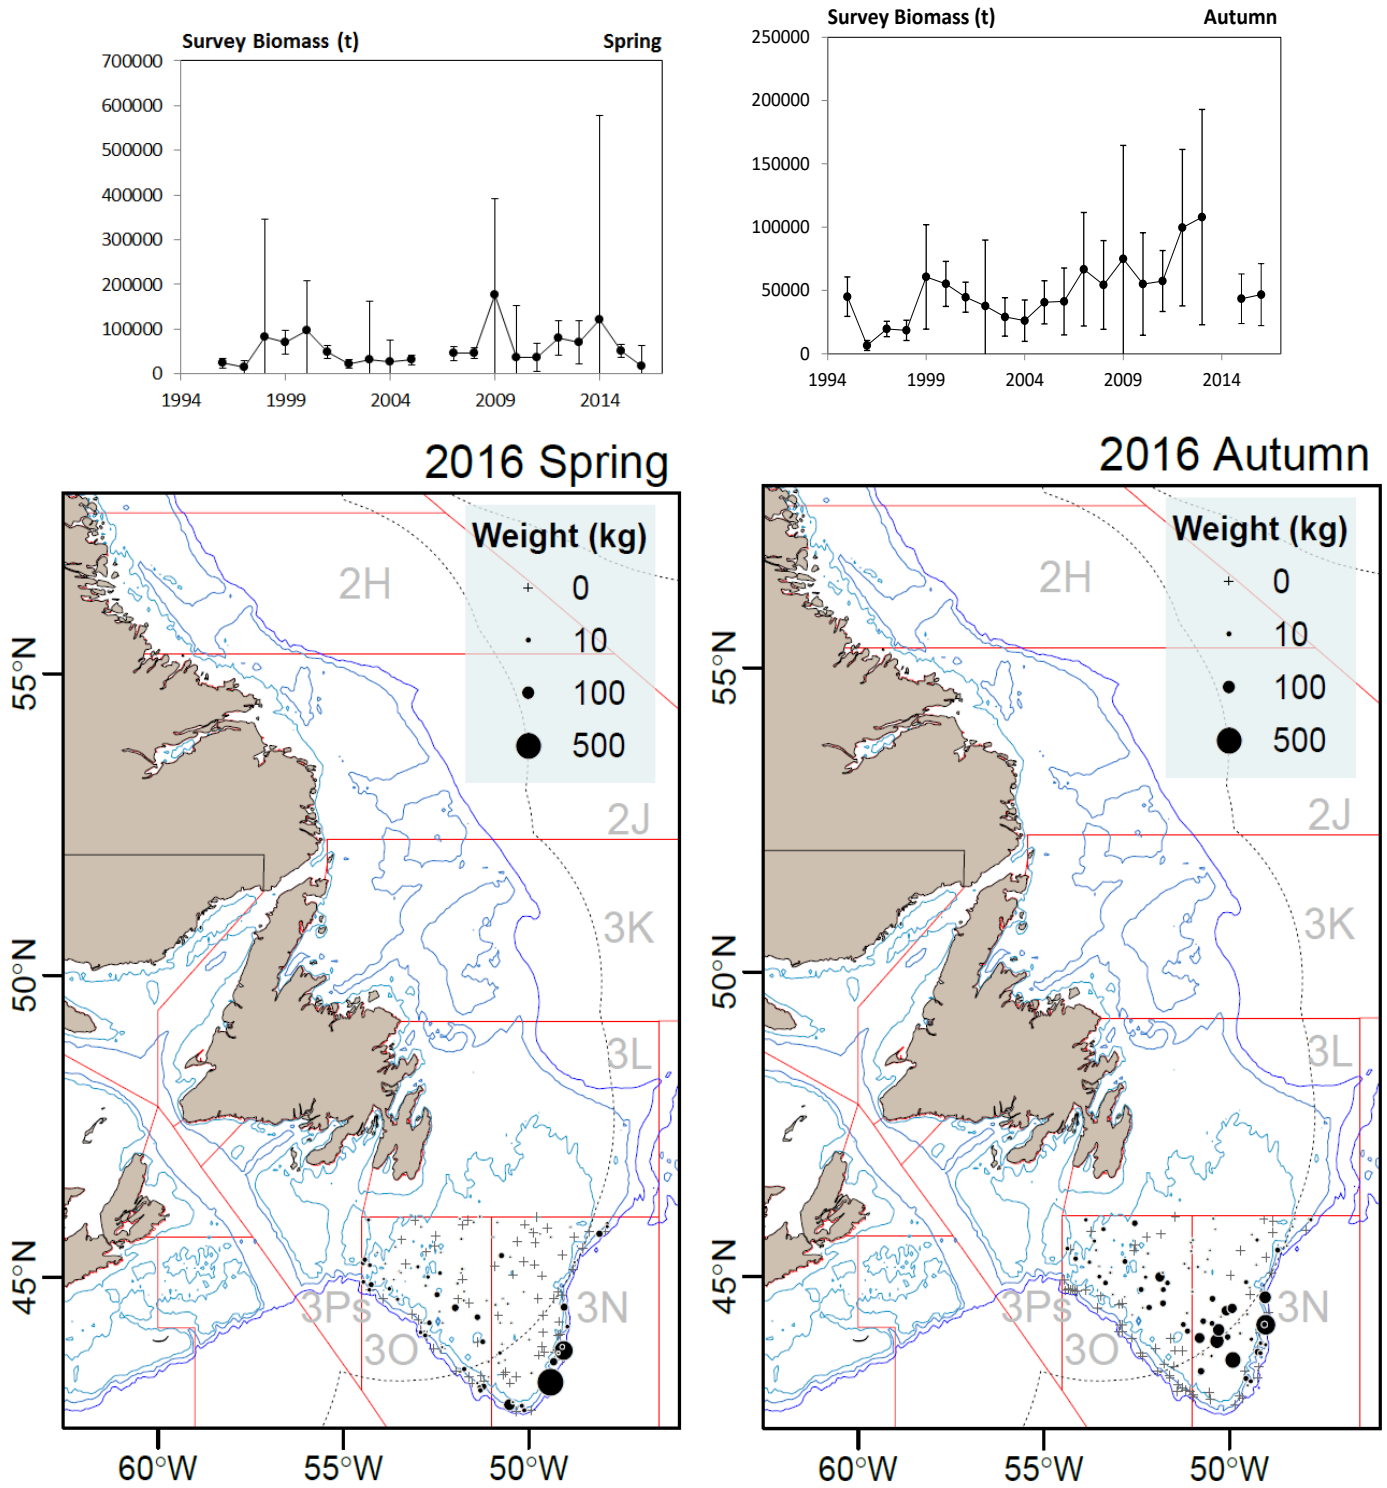 Survey Biomass (t) Spring
700000
600000
500000
400000
300000
200000
100000
0
1994 1999 2004 2009 2014
Survey Biomass (t) Autumn
250000
200000
150000
100000
50000
0
1994 1999 2004 2009 2014
2016 Spring
Weight (kg)
0
10
100
500
2H
2J
3K
3L
3N
3Ps
3O
55°N
50°N
45°N
60°W 55°W 50°W
2016 Autumn
Weight (kg)
0
10
100
500
2H
2J
3K
3L
3N
3Ps
3O
55°N
50°N
45°N
60°W 55°W 50°W